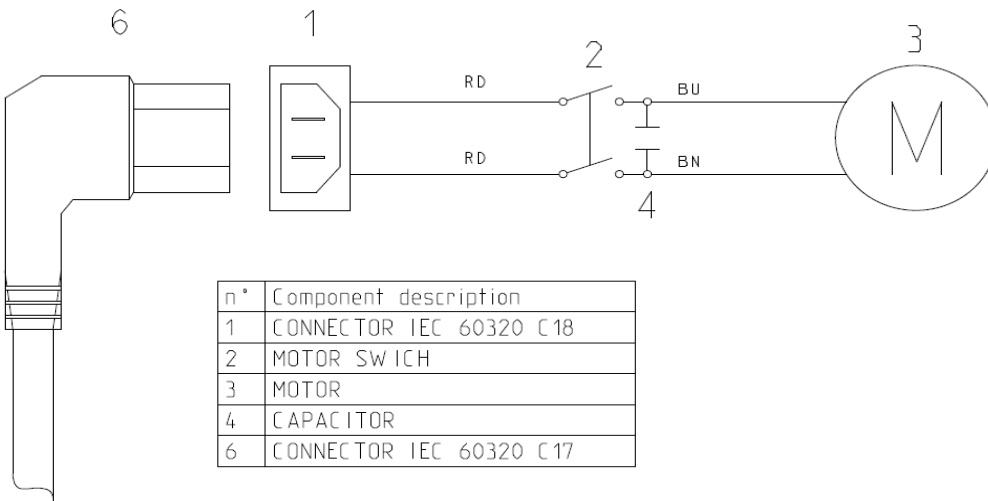 6
1
2
3
RD
BU
RD
BN
M
4
n° Component description
1 CONNECTOR IEC 60320 C18
2 MOTOR SWICH
3 MOTOR
4 CAPACITOR
6 CONNECTOR IEC 60320 C17